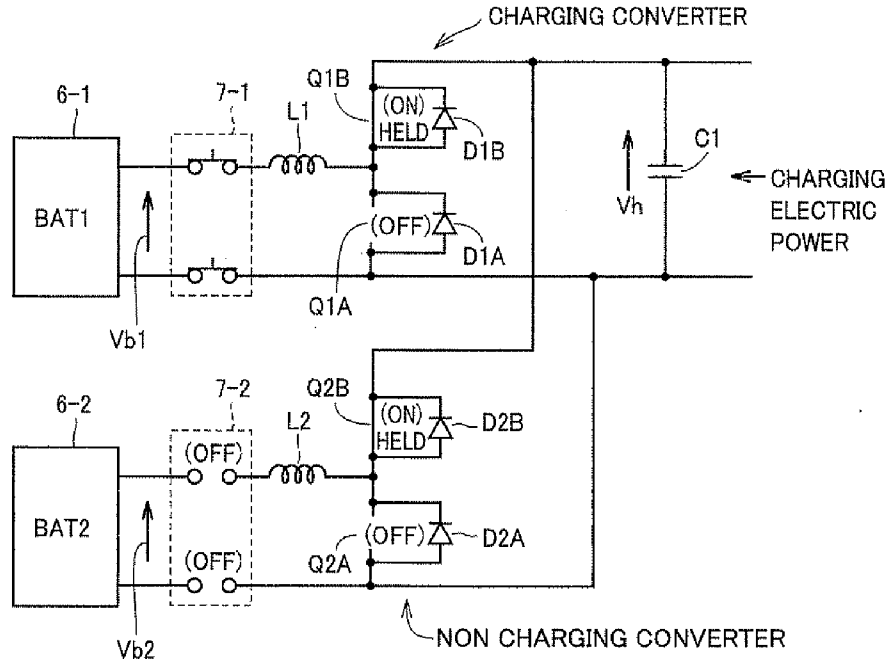 CHARGING CONVERTER
6-1
7-1
L1
Q1B
(ON)
HELD
D1B
C1
BAT1
Vb1
(OFF)
D1A
Q1A
Vh
CHARGING
ELECTRIC
POWER
6-2
7-2
L2
Q2B
(ON)
HELD
D2B
(OFF)
BAT2
(OFF)
Vb2
(OFF)
D2A
Q2A
NON CHARGING CONVERTER